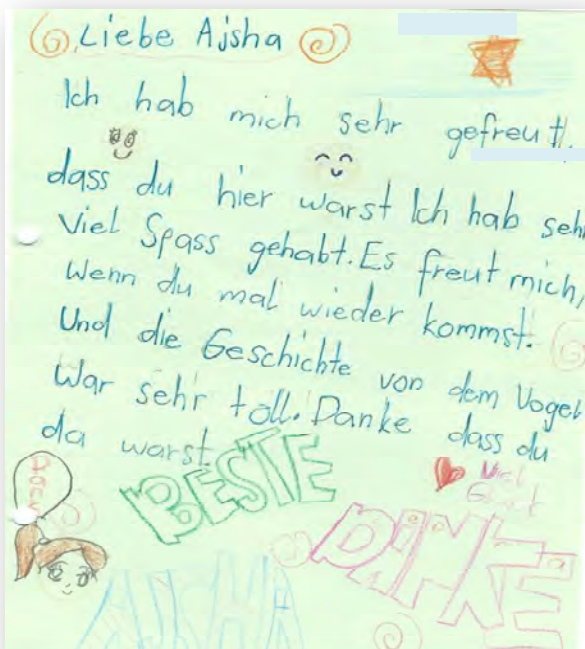 Liebe Ajsha
Ich hab mich sehr gefreut,
dass du hier warst Ich hab sehr
Viel Spass gehabt. Es freut mich,
wenn du mal wieder kommst.
Und die Geschichte von dem Vogel
War sehr toll. Danke dass du
da warst.
BESTE
DANKE
AJSHA